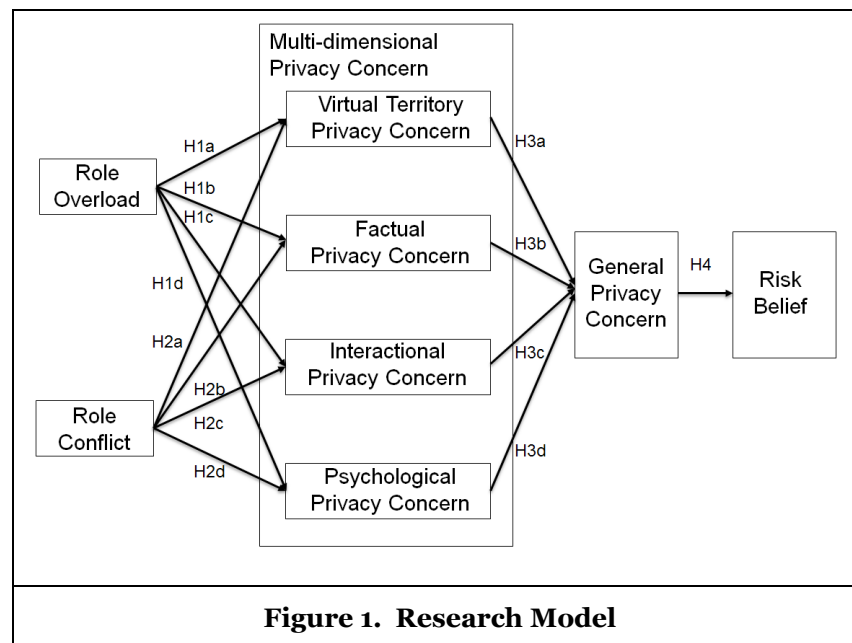 Multi-dimensional
Privacy Concern
Virtual Territory
Privacy Concern
H1a
H3a
Role
Overload
H1b
H1c
Factual
Privacy Concern
H3b
General
Privacy
Concern
H4
Risk
Belief
H1d
H2a
Interactional
Privacy Concern
H3c
H2b
Role
Conflict
H2c
H2d
H3d
Psychological
Privacy Concern
Figure 1. Research Model